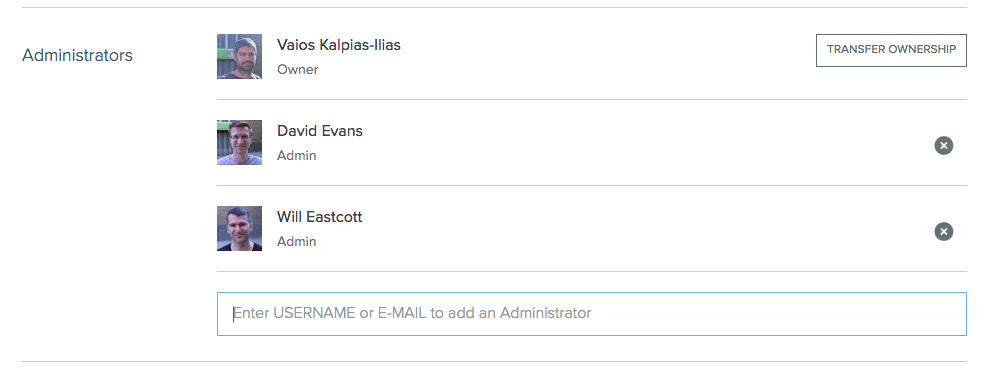 Administrators
Vaios Kalpias-Ilias
Owner
TRANSFER OWNERSHIP
David Evans
Admin
Will Eastcott
Admin
Enter USERNAME or E-MAIL to add an Administrator